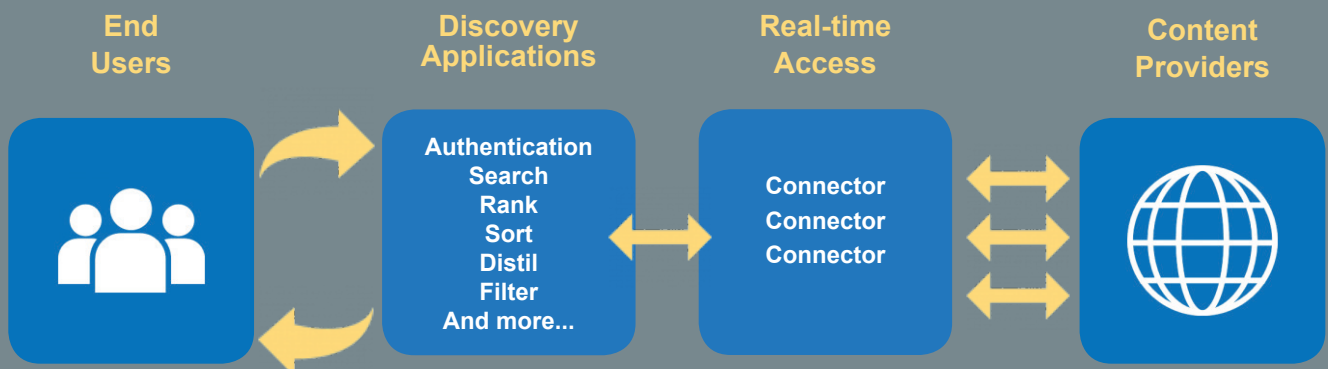 End
Users
Discovery
Applications
Real-time
Access
Content
Providers
Authentication
Search
Rank
Sort
Distil
Filter
And more...
Connector
Connector
Connector